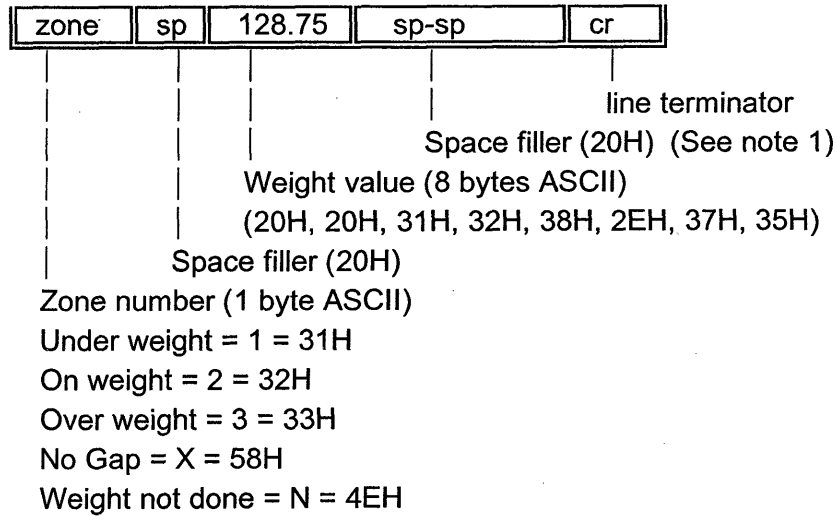 zone sp 128.75 sp-sp cr
line terminator
Space filler (20H) (See note 1)
Weight value (8 bytes ASCII)
(20H, 20H, 31H, 32H, 38H, 2EH, 37H, 35H)
Space filler (20H)
Zone number (1 byte ASCII)
Under weight = 1 = 31H
On weight = 2 = 32H
Over weight = 3 = 33H
No Gap = X = 58H
Weight not done = N = 4EH